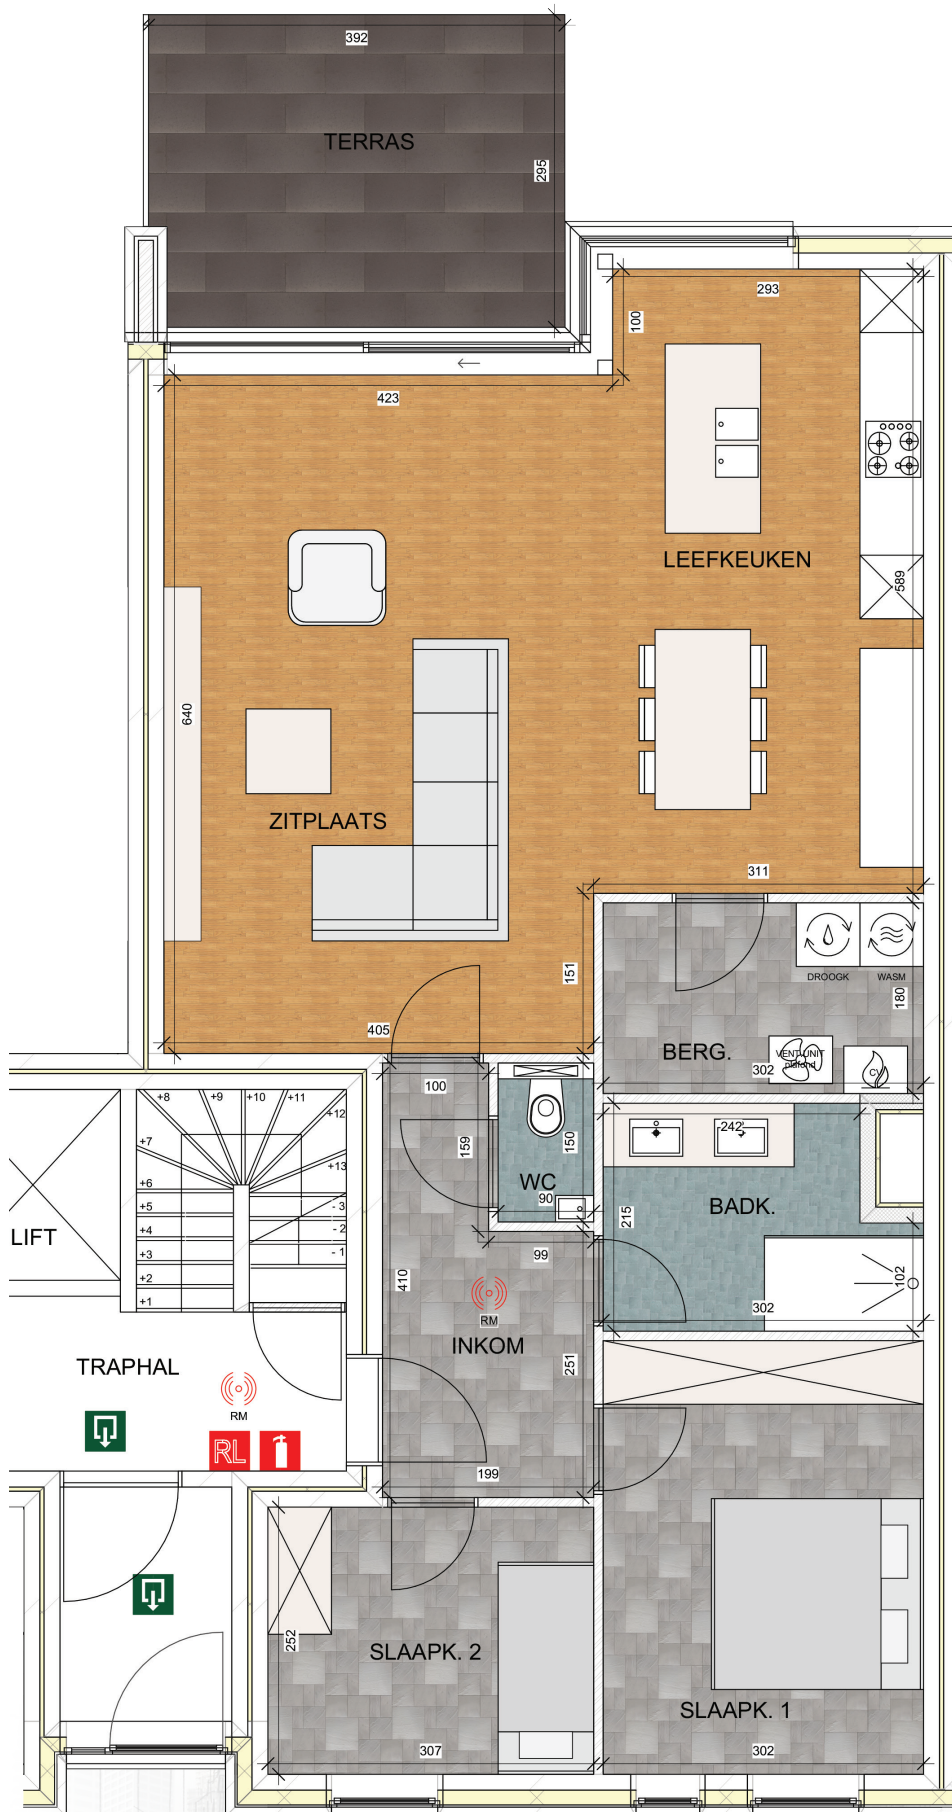 392
TERRAS
295
293
100
423
LEEFKEUKEN
589
640
ZITPLAATS
311
151
DROOGK
WASM
180
405
BERG.
VENT.UNIT
plafond
CV
302
100
+8
+9
+10
+11
+12
+7
+13
+6
+5
+4
+3
+2
+1
- 3
- 2
- 1
159
150
WC
90
242
BADK.
215
LIFT
99
410
102
302
RM
INKOM
251
TRAPHAL
RM
RL
199
252
SLAAPK. 2
SLAAPK. 1
307
302